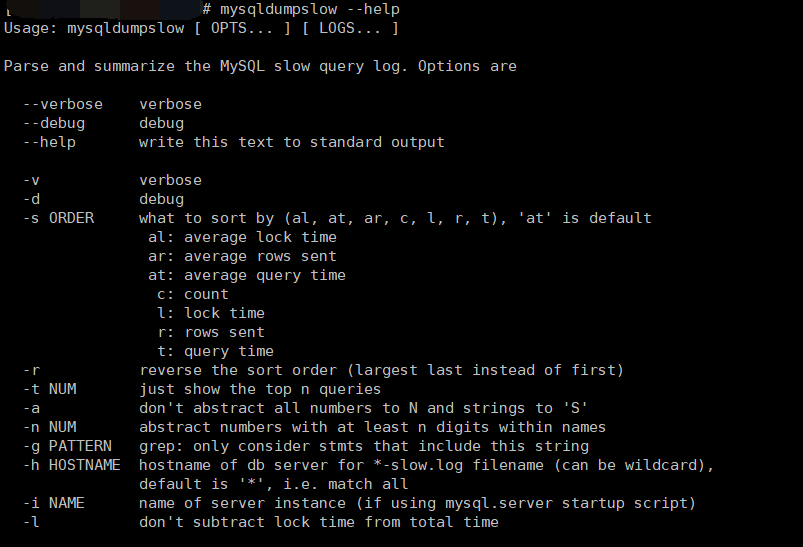 # mysqldumpslow --help
Usage: mysqldumpslow [ OPTS... ] [ LOGS... ]
Parse and summarize the MySQL slow query log. Options are
--verbose    verbose
--debug      debug
--help       write this text to standard output
-v           verbose
-d           debug
-s ORDER     what to sort by (al, at, ar, c, l, r, t), 'at' is default
al: average lock time
ar: average rows sent
at: average query time
c: count
l: lock time
r: rows sent
t: query time
-r           reverse the sort order (largest last instead of first)
-t NUM       just show the top n queries
-a           don't abstract all numbers to N and strings to 'S'
-n NUM       abstract numbers with at least n digits within names
-g PATTERN   grep: only consider stmts that include this string
-h HOSTNAME  hostname of db server for *-slow.log filename (can be wildcard),
default is '*', i.e. match all
-i NAME      name of server instance (if using mysql.server startup script)
-l           don't subtract lock time from total time